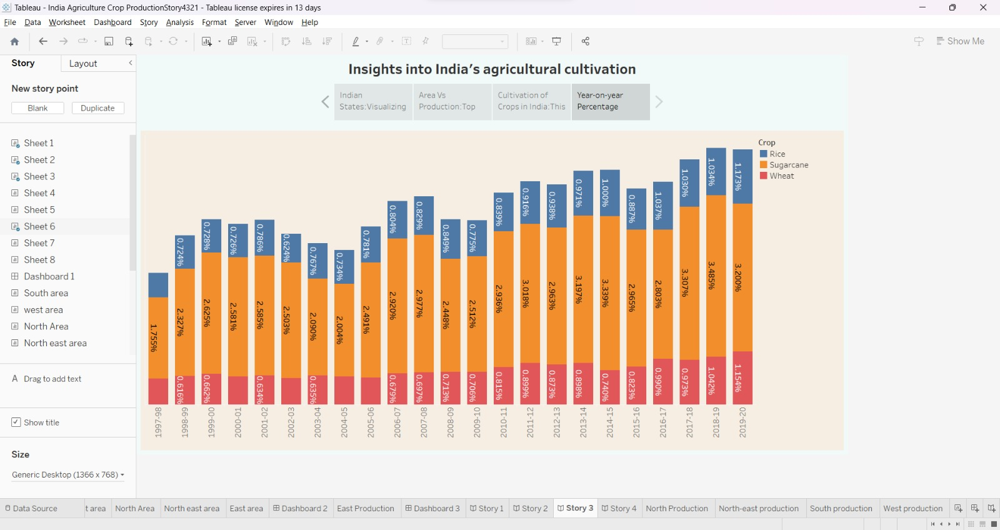 Tableau - India Agriculture Crop ProductionStory4321 - Tableau license expires in 13 days
File Data Worksheet Dashboard Story Analysis Format Server Window Help
Show Me
Story Layout
New story point
Blank Duplicate
Sheet 1
Sheet 2
Sheet 3
Sheet 4
Sheet 5
Sheet 6
Sheet 7
Sheet 8
Dashboard 1
South area
west area
North Area
North east area
A Drag to add text
Show title
Size
Generic Desktop (1366 x 768)
Insights into India's agricultural cultivation
Indian
States:Visualizing
Area Vs
Production:Top
Cultivation of
Crops in India:This
Year-on-year
Percentage
Crop
Rice
Sugarcane
Wheat
0.724% 0.728% 0.726% 0.786% 0.624% 0.767% 0.734% 0.781% 0.804% 0.829% 0.849% 0.775% 0.839% 0.916% 0.938% 0.971% 1.000% 0.887% 1.037% 1.030% 1.034% 1.173%
1.755% 2.327% 2.625% 2.581% 2.585% 2.503% 2.090% 2.004% 2.491% 2.920% 2.977% 2.448% 2.512% 2.936% 3.018% 2.963% 3.197% 3.339% 2.965% 2.803% 3.307% 3.485% 3.200%
0.616% 0.662% 0.634% 0.635% 0.679% 0.697% 0.713% 0.706% 0.815% 0.899% 0.873% 0.898% 0.740% 0.823% 0.990% 0.973% 1.042% 1.154%
1997-98 1998-99 1999-00 2000-01 2001-02 2002-03 2003-04 2004-05 2005-06 2006-07 2007-08 2008-09 2009-10 2010-11 2011-12 2012-13 2013-14 2014-15 2015-16 2016-17 2017-18 2018-19 2019-20
Data Source t area North Area North east area East area Dashboard 2 East Production Dashboard 3 Story 1 Story 2 Story 3 Story 4 North Production North-east production South production West production